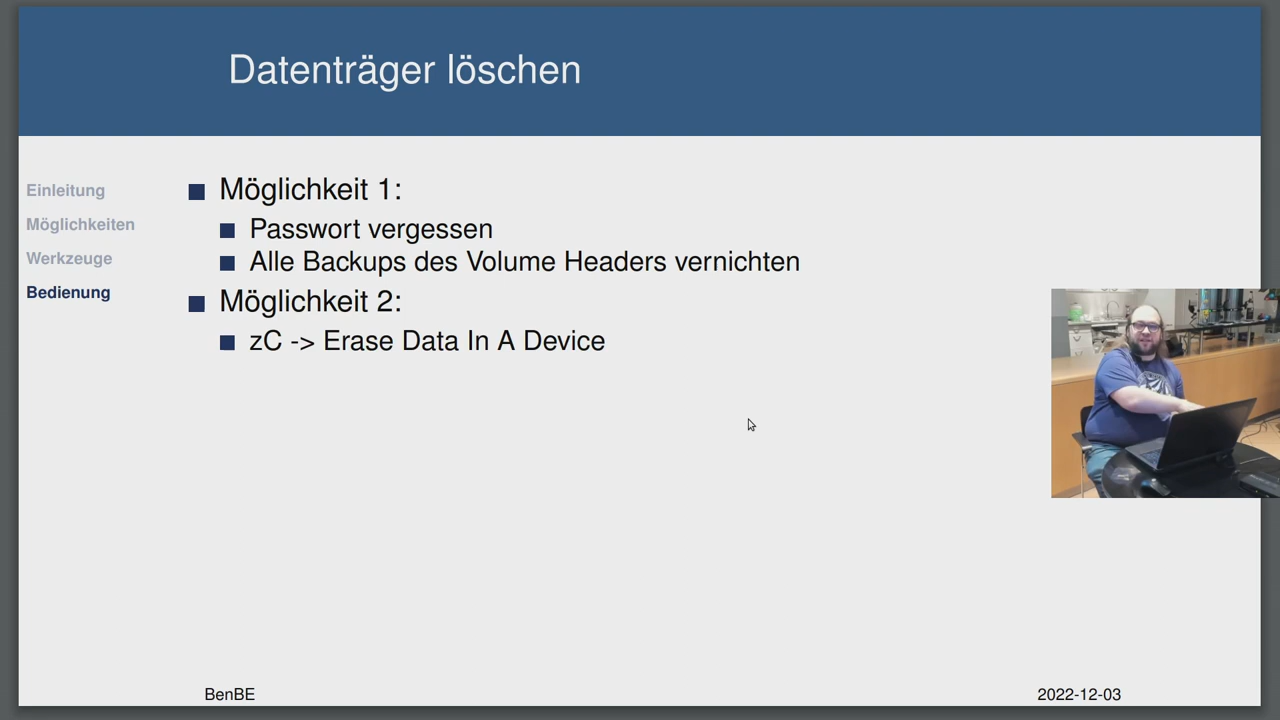 Datenträger löschen
Einleitung
Möglichkeiten
Werkzeuge
Bedienung
Möglichkeit 1:
Passwort vergessen
Alle Backups des Volume Headers vernichten
Möglichkeit 2:
zC -> Erase Data In A Device
BenBE
2022-12-03